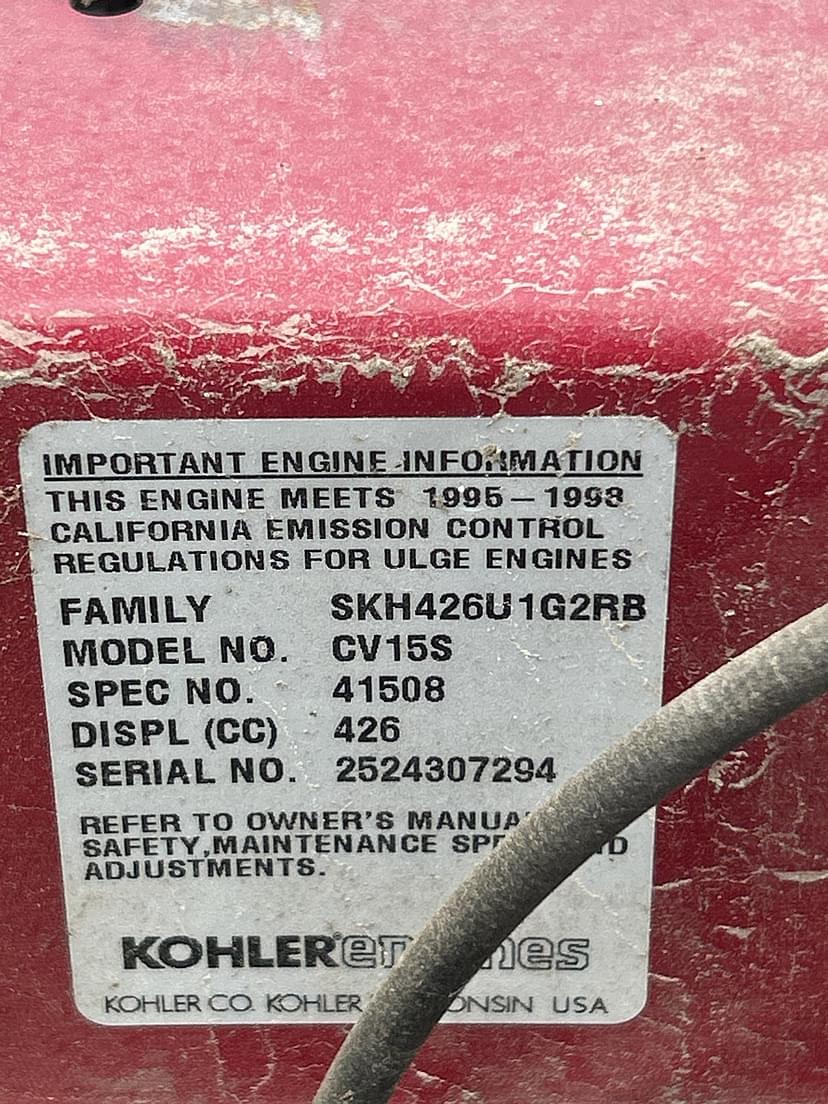 IMPORTANT ENGINE INFORMATION
THIS ENGINE MEETS 1995-1998
CALIFORNIA EMISSION CONTROL
REGULATIONS FOR ULGE ENGINES
FAMILY SKH426U1G2RB
MODEL NO. CV15S
SPEC NO. 41508
DISPL (CC) 426
SERIAL NO. 2524307294
REFER TO OWNER'S
SAFETY, MAINTENANCE
ADJUSTMENTS.
KOHLER
KOHLER CO. KOHLER USA